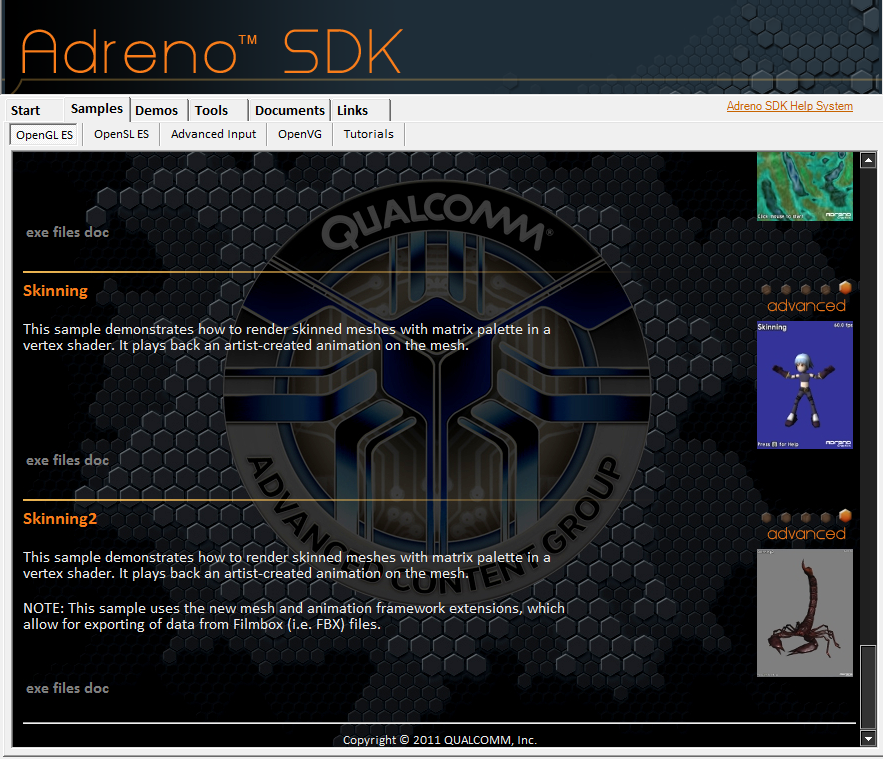 Adreno™ SDK
Start Samples Demos Tools Documents Links
Adreno SDK Help System
OpenGL ES OpenSL ES Advanced Input OpenVG Tutorials
QUALCOMM®
ADVANCED CONTENT GROUP
Click mouse to start
ADRENO
exe files doc
Skinning
advanced
This sample demonstrates how to render skinned meshes with matrix palette in a
vertex shader. It plays back an artist-created animation on the mesh.
Skinning 60.0 fps
Press for Help
ADRENO
exe files doc
Skinning2
advanced
This sample demonstrates how to render skinned meshes with matrix palette in a
vertex shader. It plays back an artist-created animation on the mesh.
NOTE: This sample uses the new mesh and animation framework extensions, which
allow for exporting of data from Filmbox (i.e. FBX) files.
exe files doc
Copyright © 2011 QUALCOMM, Inc.